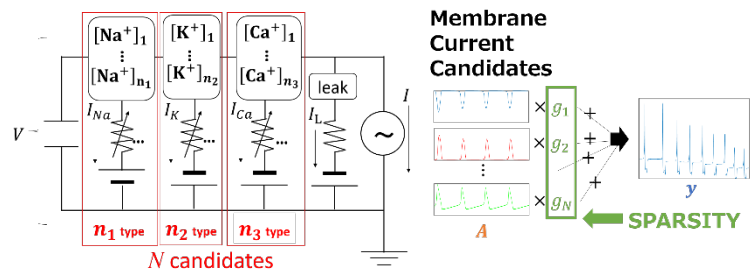 [Na⁺]₁
⋮
[Na⁺]ₙ₁
[K⁺]₁
⋮
[K⁺]ₙ₂
[Ca⁺]₁
⋮
[Ca⁺]ₙ₃
leak
V
I_Na
...
I_K
...
I_Ca
...
I_L
~
I
n₁ type
n₂ type
n₃ type
N candidates
Membrane
Current
Candidates
× g₁ +
× g₂ +
⋮ +
× g_N +
A
y
SPARSITY